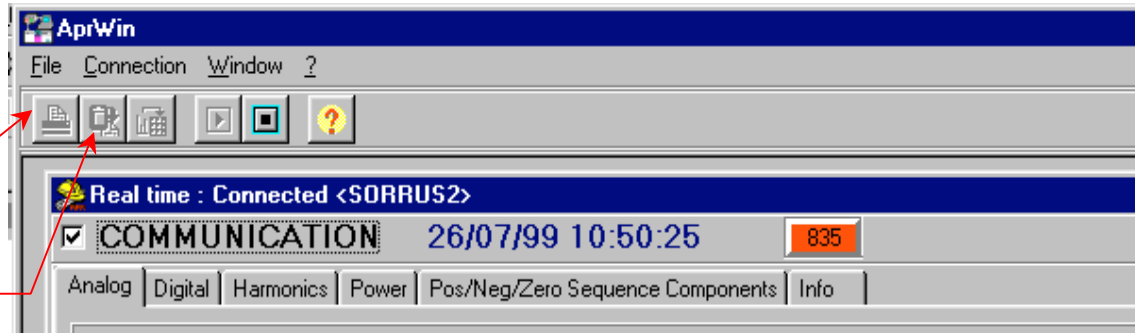 AprWin
File Connection Window ?
?
Real time : Connected <SORRUS2>
COMMUNICATION 26/07/99 10:50:25 835
Analog Digital Harmonics Power Pos/Neg/Zero Sequence Components Info